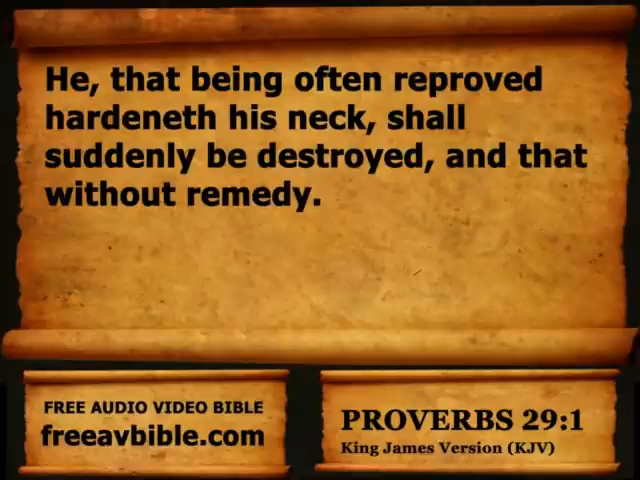 He, that being often reproved
hardeneth his neck, shall
suddenly be destroyed, and that
without remedy.
FREE AUDIO VIDEO BIBLE
freeavbible.com
PROVERBS 29:1
King James Version (KJV)